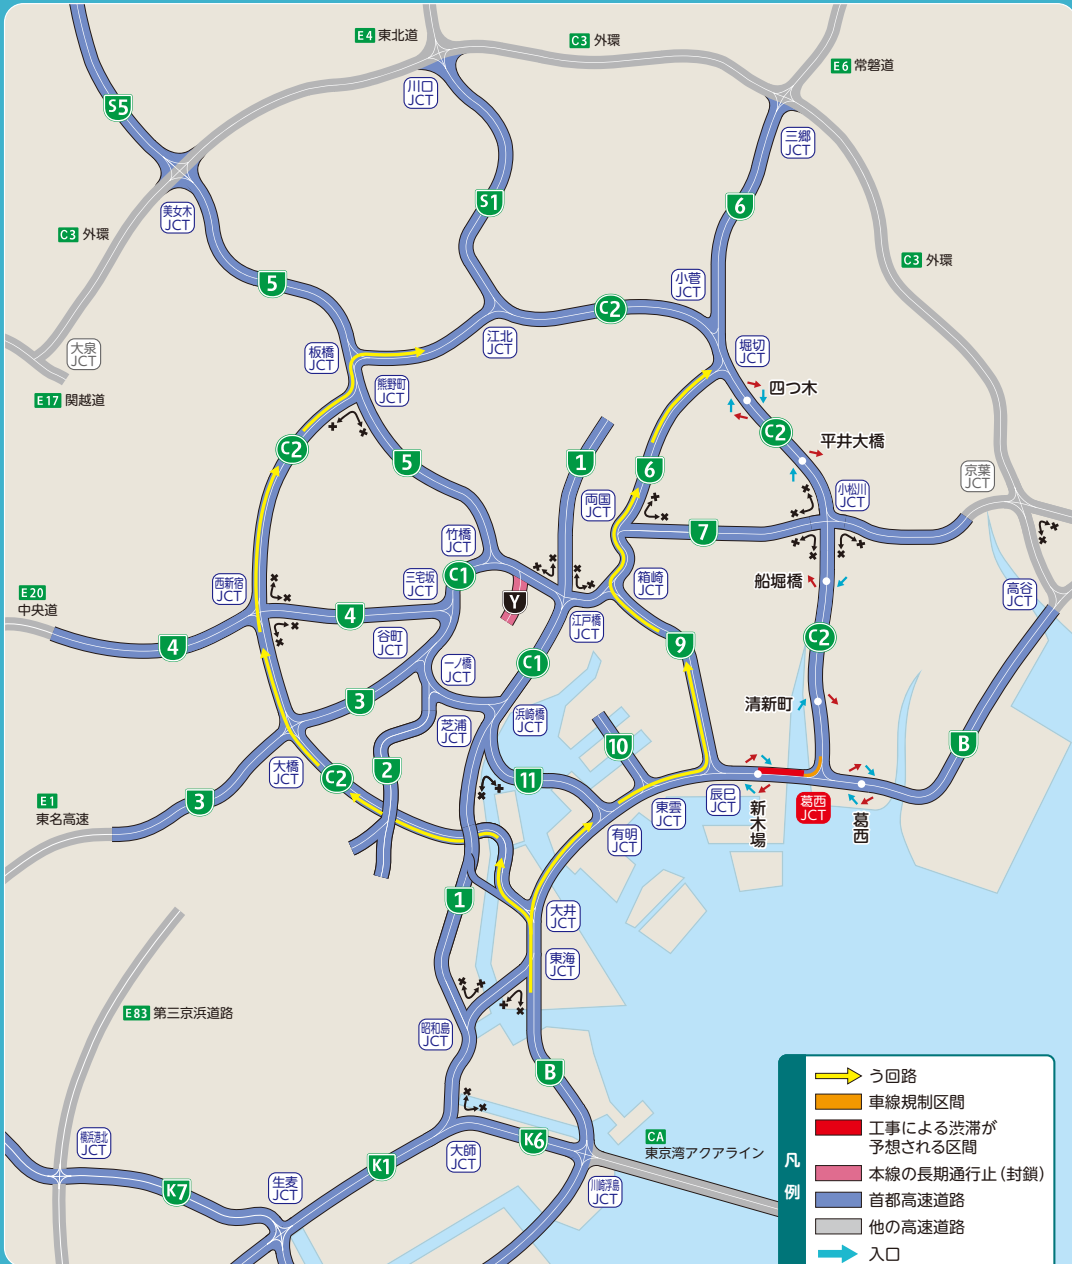 E4 東北道
C3 外環
E6 常磐道
川口
JCT
S5
三郷
JCT
S1
6
美女木
JCT
C3 外環
C3 外環
5
小菅
JCT
C2
江北
JCT
板橋
JCT
堀切
JCT
大泉
JCT
熊野町
JCT
四つ木
E17 関越道
C2
平井大橋
C2
5
1
6
京葉
JCT
両国
JCT
小松川
JCT
竹橋
JCT
7
三宅坂
JCT
C1
西新宿
JCT
箱崎
JCT
船堀橋
高谷
JCT
E20
中央道
Y
4
江戸橋
JCT
谷町
JCT
4
9
C2
一ノ橋
JCT
C1
3
清新町
芝浦
JCT
浜崎橋
JCT
10
B
大橋
JCT
C2
2
11
E1
東名高速
3
東雲
JCT
辰巳
JCT
新木場
葛西
JCT
葛西
有明
JCT
1
大井
JCT
東海
JCT
E83 第三京浜道路
昭和島
JCT
B
横浜港北
JCT
大師
JCT
K6
CA
東京湾アクアライン
K1
K7
生麦
JCT
川崎浮島
JCT
凡例
う回路
車線規制区間
工事による渋滞が
予想される区間
本線の長期通行止(封鎖)
首都高速道路
他の高速道路
入口